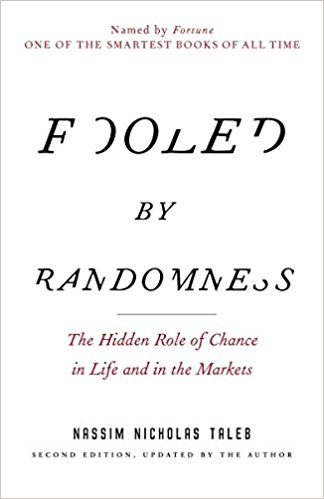 Named by Fortune
ONE OF THE SMARTEST BOOKS OF ALL TIME
FOOLED
BY
RANDOMNESS
The Hidden Role of Chance
in Life and in the Markets
NASSIM NICHOLAS TALEB
SECOND EDITION, UPDATED BY THE AUTHOR